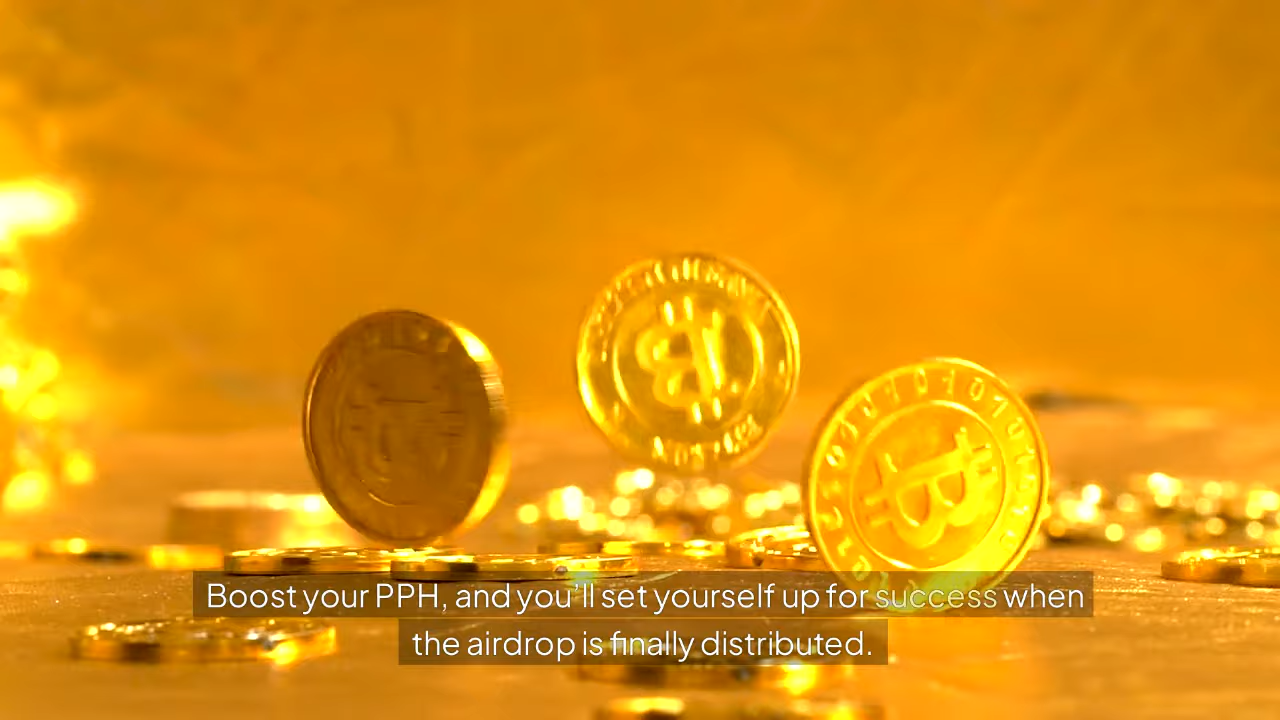 Boost your PPH, and you'll set yourself up for success when
the airdrop is finally distributed.